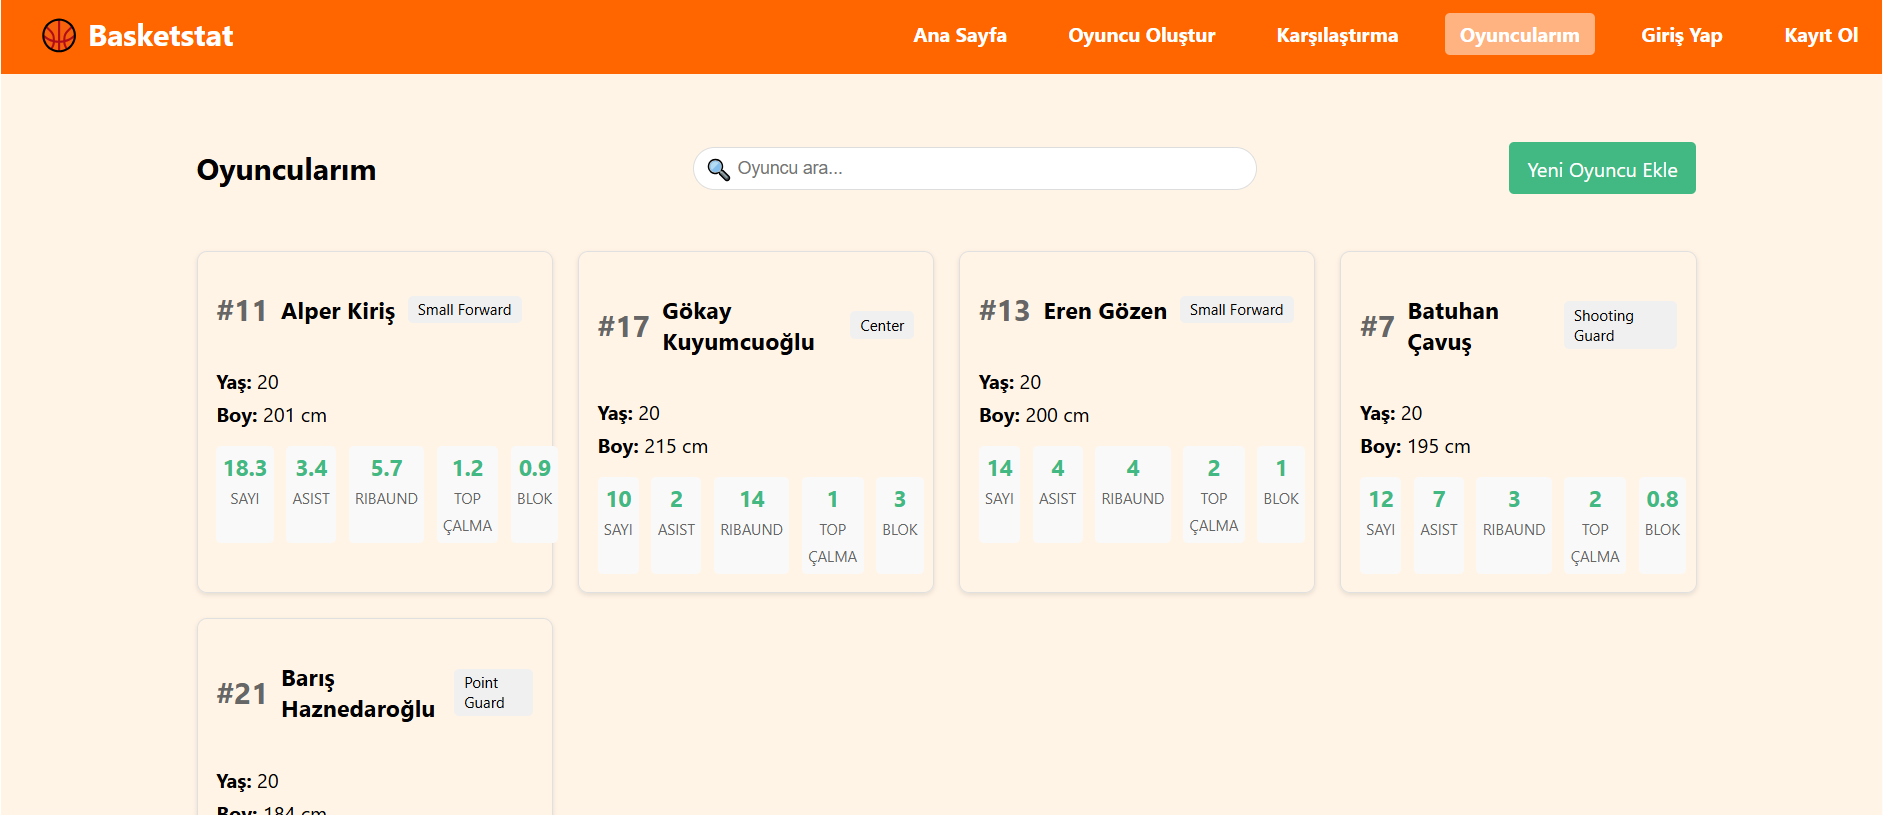 Basketstat
Ana Sayfa
Oyuncu Oluştur
Karşılaştırma
Oyuncularım
Giriş Yap
Kayıt Ol
Oyuncularım
Oyuncu ara...
Yeni Oyuncu Ekle
#11 Alper Kiriş Small Forward
Yaş: 20
Boy: 201 cm
18.3 3.4 5.7 1.2 0.9
SAYI ASIST RIBAUND TOP BLOK
ÇALMA
#17 Gökay
Kuyumcuoğlu
Center
Yaş: 20
Boy: 215 cm
10 2 14 1 3
SAYI ASIST RIBAUND TOP BLOK
ÇALMA
#13 Eren Gözen Small Forward
Yaş: 20
Boy: 200 cm
14 4 4 2 1
SAYI ASIST RIBAUND TOP BLOK
ÇALMA
#7 Batuhan
Çavuş
Shooting
Guard
Yaş: 20
Boy: 195 cm
12 7 3 2 0.8
SAYI ASIST RIBAUND TOP BLOK
ÇALMA
#21 Barış
Haznedaroğlu
Point
Guard
Yaş: 20
Boy: 184 cm